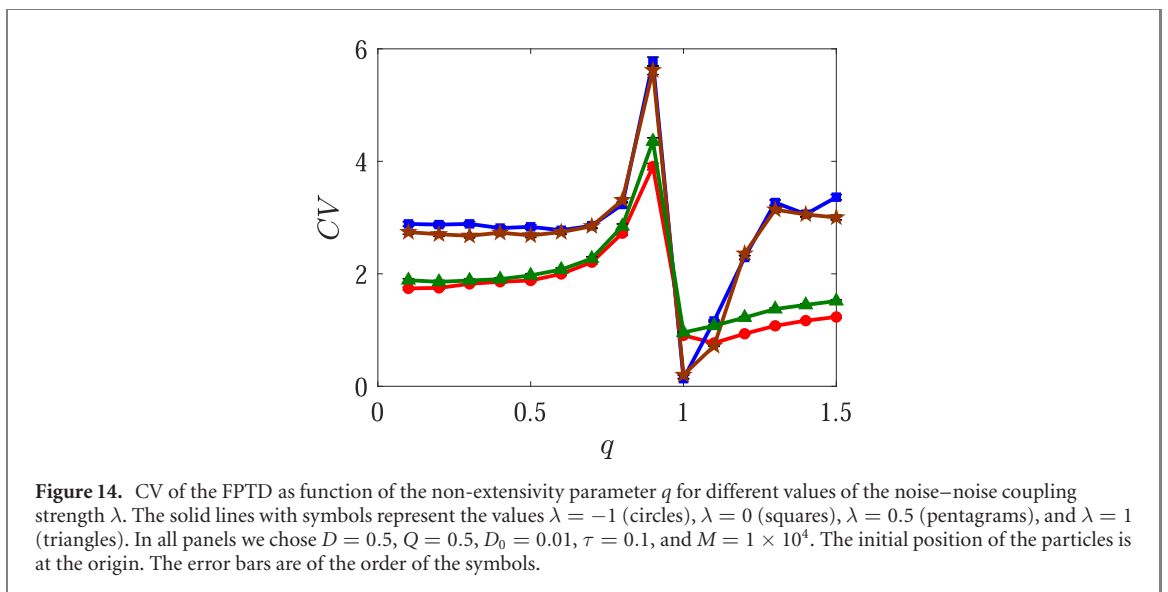 6
4
2
0
CV
0
0.5
1
1.5
q
Figure 14. CV of the FPTD as function of the non-extensivity parameter q for different values of the noise–noise coupling
strength λ. The solid lines with symbols represent the values λ = −1 (circles), λ = 0 (squares), λ = 0.5 (pentagrams), and λ = 1
(triangles). In all panels we chose D = 0.5, Q = 0.5, D₀ = 0.01, τ = 0.1, and M = 1 × 10⁴. The initial position of the particles is
at the origin. The error bars are of the order of the symbols.